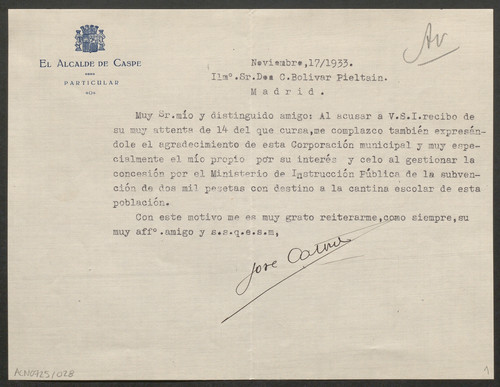 Av
El Alcalde de Caspe
Particular
Noviembre,17/1933.
Ilmº.Sr.Don C.Bolivar Pieltain.
Madrid.
Muy Sr.mío y distinguido amigo: Al acusar a V.S.I.recibo de
su muy atenta de 14 del que cursa,me complazco también expresán-
dole el agradecimiento de esta Corporación municipal y muy espe-
cialmente el mío propio por su interés y celo al gestionar la
concesión por el Ministerio de Instrucción Pública de la subven-
ción de dos mil pesetas con destino a la cantina escolar de esta
población.
Con este motivo me es muy grato reiterarme,como siempre,su
muy affº.amigo y s.s.q.e.s.m,
José
ACN0925/028
1